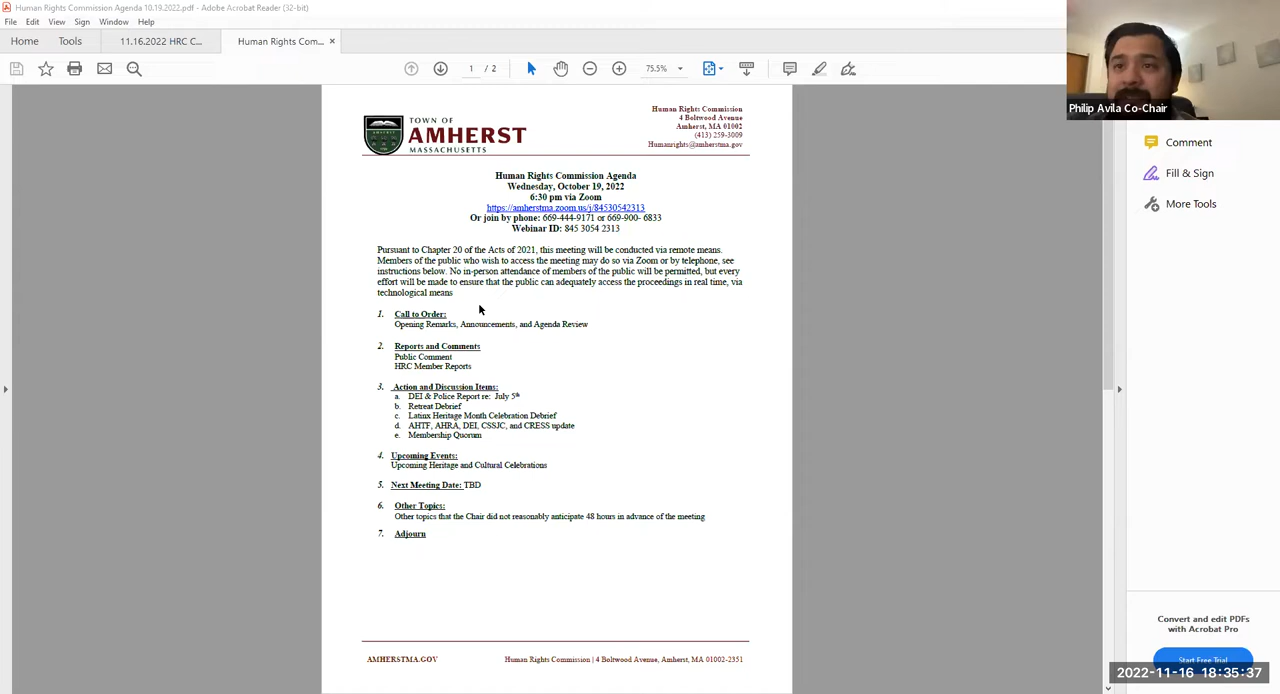 Human Rights Commission Agenda 10.19.2022.pdf - Adobe Acrobat Reader (32-bit)
File Edit View Sign Window Help
Home Tools 11.16.2022 HRC C... Human Rights Com... ×
1 / 2 75.5%
Philip Avila Co-Chair
Comment
Fill & Sign
More Tools
TOWN OF
AMHERST
MASSACHUSETTS
Human Rights Commission
4 Boltwood Avenue
Amherst, MA 01002
(413) 259-3009
Humanrights@amherstma.gov
Human Rights Commission Agenda
Wednesday, October 19, 2022
6:30 pm via Zoom
https://amherstma.zoom.us/j/84530542313
Or join by phone: 669-444-9171 or 669-900- 6833
Webinar ID: 845 3054 2313
Pursuant to Chapter 20 of the Acts of 2021, this meeting will be conducted via remote means.
Members of the public who wish to access the meeting may do so via Zoom or by telephone, see
instructions below. No in-person attendance of members of the public will be permitted, but every
effort will be made to ensure that the public can adequately access the proceedings in real time, via
technological means
1. Call to Order:
Opening Remarks, Announcements, and Agenda Review
2. Reports and Comments
Public Comment
HRC Member Reports
3. Action and Discussion Items:
a. DEI & Police Report re: July 5th
b. Retreat Debrief
c. Latinx Heritage Month Celebration Debrief
d. AHTF, AHRA, DEI, CSSJC, and CRESS update
e. Membership Quorum
4. Upcoming Events:
Upcoming Heritage and Cultural Celebrations
5. Next Meeting Date: TBD
6. Other Topics:
Other topics that the Chair did not reasonably anticipate 48 hours in advance of the meeting
7. Adjourn
AMHERSTMA.GOV Human Rights Commission | 4 Boltwood Avenue, Amherst, MA 01002-2351
Convert and edit PDFs
with Acrobat Pro
Start Free Trial
2022-11-16 18:35:37